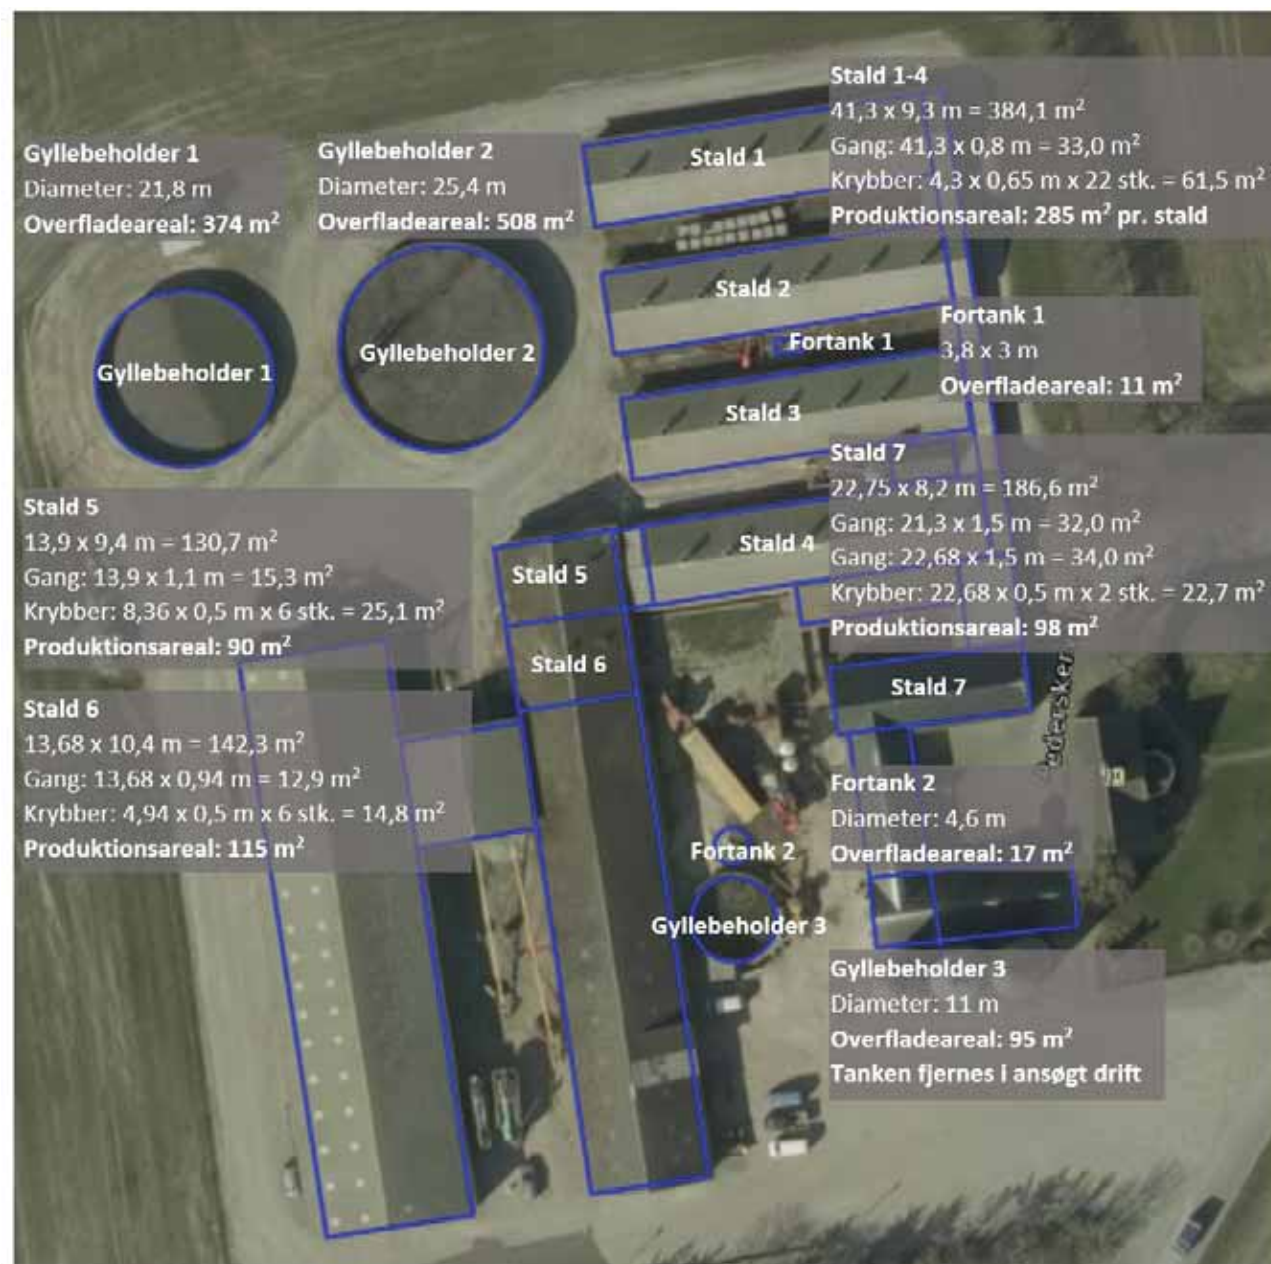 Stald 1-4
41,3 x 9,3 m = 384,1 m²
Gang: 41,3 x 0,8 m = 33,0 m²
Krybber: 4,3 x 0,65 m x 22 stk. = 61,5 m²
Produktionsareal: 285 m² pr. stald
Gyllebeholder 1
Diameter: 21,8 m
Overfladeareal: 374 m²
Gyllebeholder 2
Diameter: 25,4 m
Overfladeareal: 508 m²
Stald 1
Stald 2
Fortank 1
3,8 x 3 m
Overfladeareal: 11 m²
Fortank 1
Gyllebeholder 1
Gyllebeholder 2
Stald 3
Stald 7
22,75 x 8,2 m = 186,6 m²
Gang: 21,3 x 1,5 m = 32,0 m²
Gang: 22,68 x 1,5 m = 34,0 m²
Krybber: 22,68 x 0,5 m x 2 stk. = 22,7 m²
Produktionsareal: 98 m²
Stald 5
13,9 x 9,4 m = 130,7 m²
Gang: 13,9 x 1,1 m = 15,3 m²
Krybber: 8,36 x 0,5 m x 6 stk. = 25,1 m²
Produktionsareal: 90 m²
Stald 4
Stald 5
Stald 6
Stald 7
Stald 6
13,68 x 10,4 m = 142,3 m²
Gang: 13,68 x 0,94 m = 12,9 m²
Krybber: 4,94 x 0,5 m x 6 stk. = 14,8 m²
Produktionsareal: 115 m²
Fortank 2
Diameter: 4,6 m
Overfladeareal: 17 m²
Fortank 2
Gyllebeholder 3
Gyllebeholder 3
Diameter: 11 m
Overfladeareal: 95 m²
Tanken fjernes i ansøgt drift